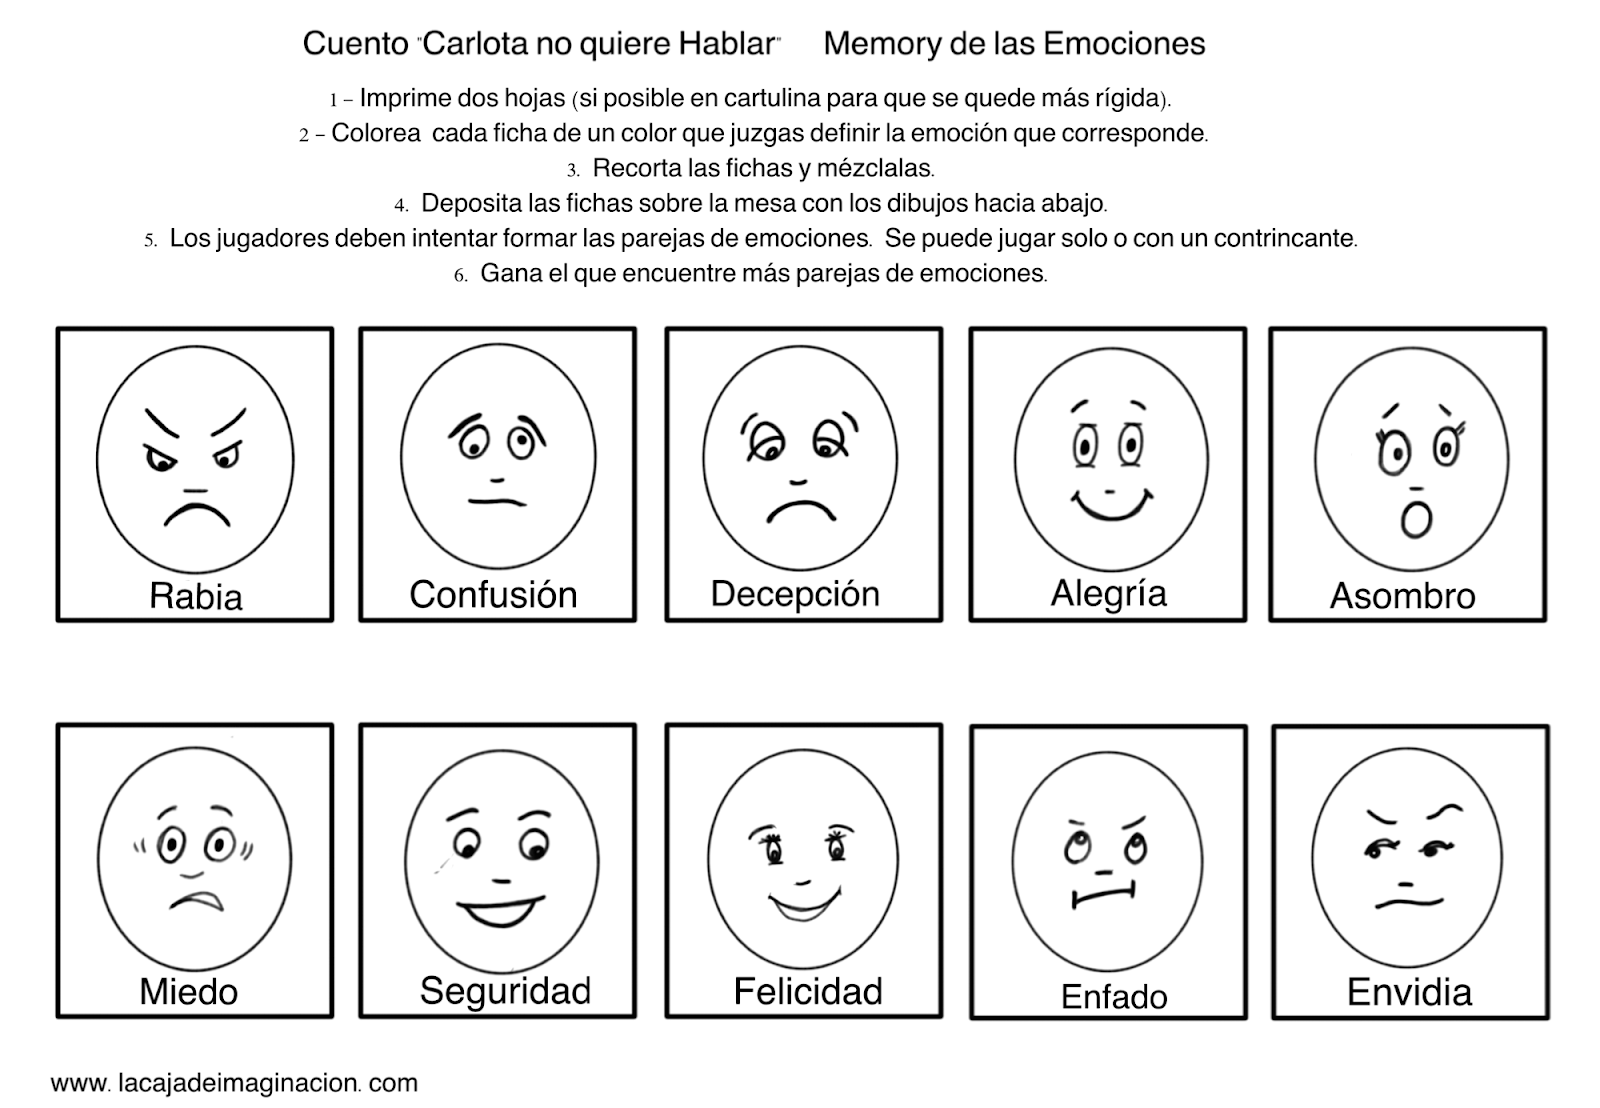 Cuento "Carlota no quiere Hablar" Memory de las Emociones
1 – Imprime dos hojas (si posible en cartulina para que se quede más rígida).
2 – Colorea cada ficha de un color que juzgas definir la emoción que corresponde.
3. Recorta las fichas y mézclalas.
4. Deposita las fichas sobre la mesa con los dibujos hacia abajo.
5. Los jugadores deben intentar formar las parejas de emociones. Se puede jugar solo o con un contrincante.
6. Gana el que encuentre más parejas de emociones.
Rabia
Confusión
Decepción
Alegría
Asombro
Miedo
Seguridad
Felicidad
Enfado
Envidia
www. lacajadeimaginacion. com